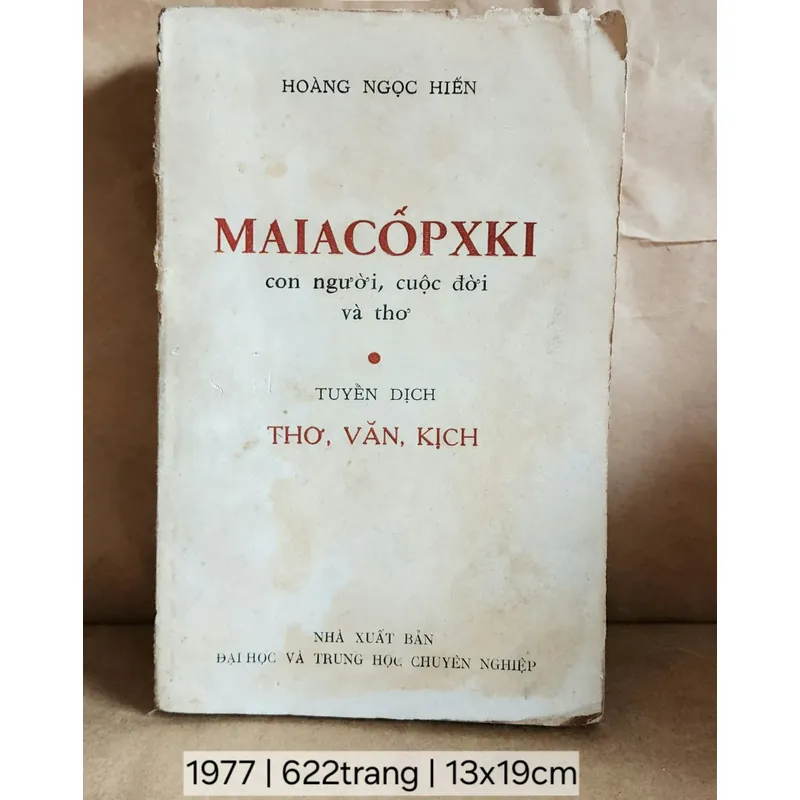 HOÀNG NGỌC HIẾN
MAIACỐPXKI
con người, cuộc đời
và thơ
TUYỂN DỊCH
THƠ, VĂN, KỊCH
NHÀ XUẤT BẢN
ĐẠI HỌC VÀ TRUNG HỌC CHUYÊN NGHIỆP
1977 | 622trang | 13x19cm